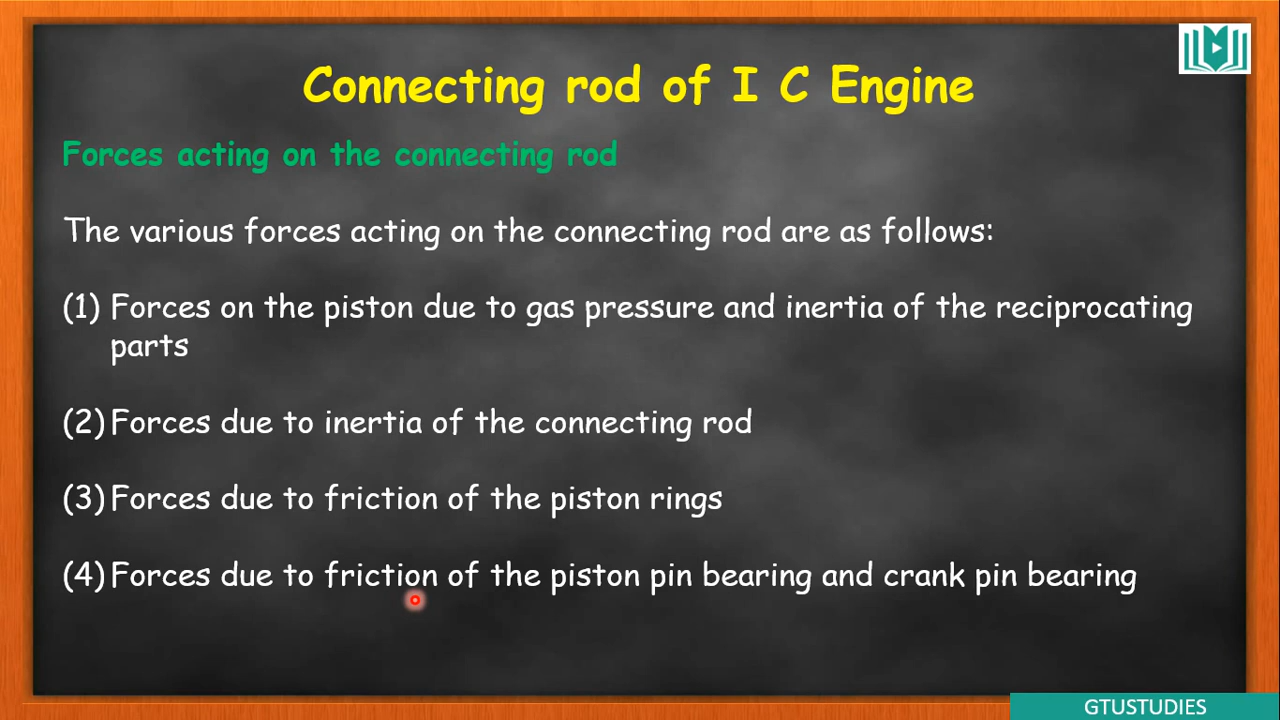 Connecting rod of I C Engine
Forces acting on the connecting rod
The various forces acting on the connecting rod are as follows:
(1) Forces on the piston due to gas pressure and inertia of the reciprocating
parts
(2) Forces due to inertia of the connecting rod
(3) Forces due to friction of the piston rings
(4) Forces due to friction of the piston pin bearing and crank pin bearing
GTUSTUDIES